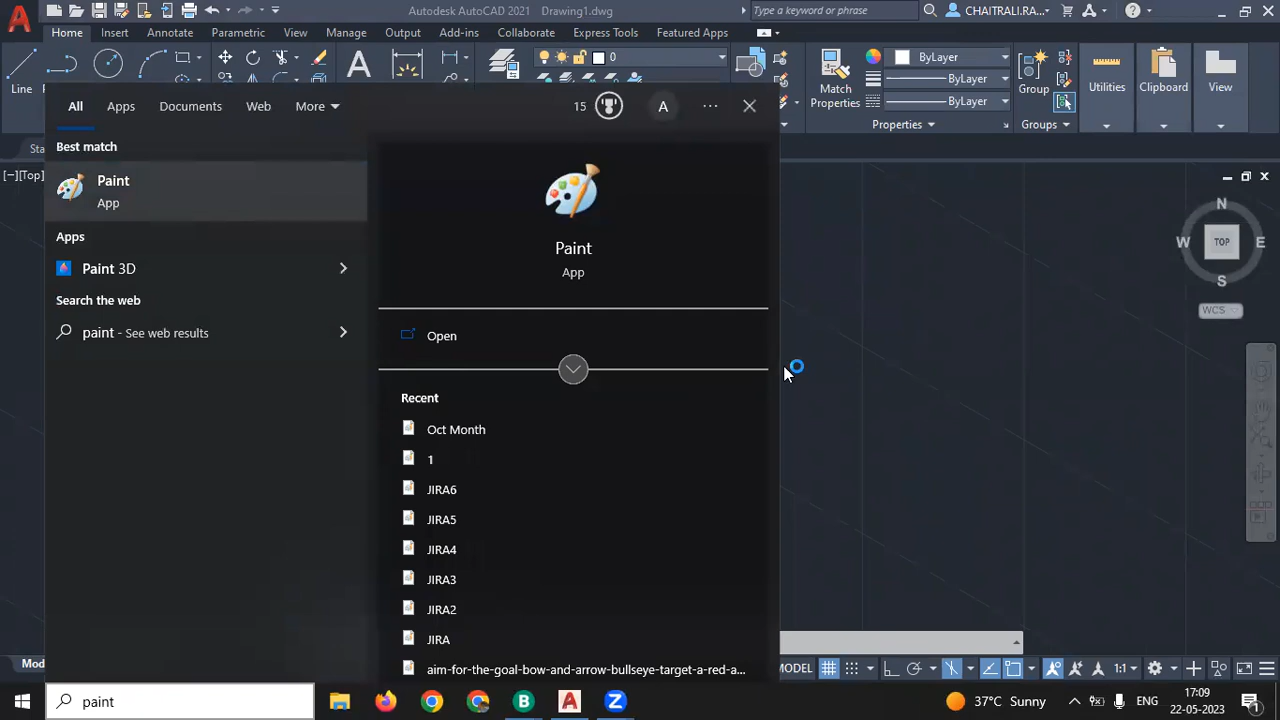 Autodesk AutoCAD 2021 Drawing1.dwg
Type a keyword or phrase
CHAITRALI.RA...
Home Insert Annotate Parametric View Manage Output Add-ins Collaborate Express Tools Featured Apps
0
ByLayer
ByLayer
ByLayer
Line
Match Properties
Group
Utilities
Clipboard
View
Properties
Groups
All Apps Documents Web More
15
A
Sta
[−][Top]
Best match
Paint
App
Apps
Paint 3D
Search the web
paint - See web results
Paint
App
Open
Recent
Oct Month
1
JIRA6
JIRA5
JIRA4
JIRA3
JIRA2
JIRA
aim-for-the-goal-bow-and-arrow-bullseye-target-a-red-a...
N
W TOP E
S
WCS
Mod
MODEL
1:1
paint
37°C Sunny
ENG
17:09
22-05-2023